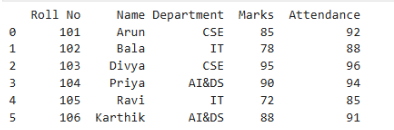 Roll No Name Department Marks Attendance
0 101 Arun CSE 85 92
1 102 Bala IT 78 88
2 103 Divya CSE 95 96
3 104 Priya AI&DS 90 94
4 105 Ravi IT 72 85
5 106 Karthik AI&DS 88 91